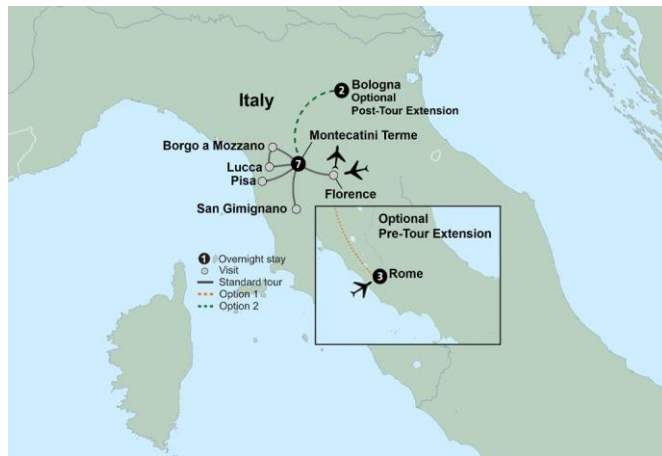 2
Bologna
Optional
Post-Tour Extension
Italy
Montecatini Terme
Borgo a Mozzano
7
Lucca
Pisa
Florence
San Gimignano
Optional
Pre-Tour Extension
3 Rome
1 Overnight stay
Visit
Standard tour
Option 1
Option 2